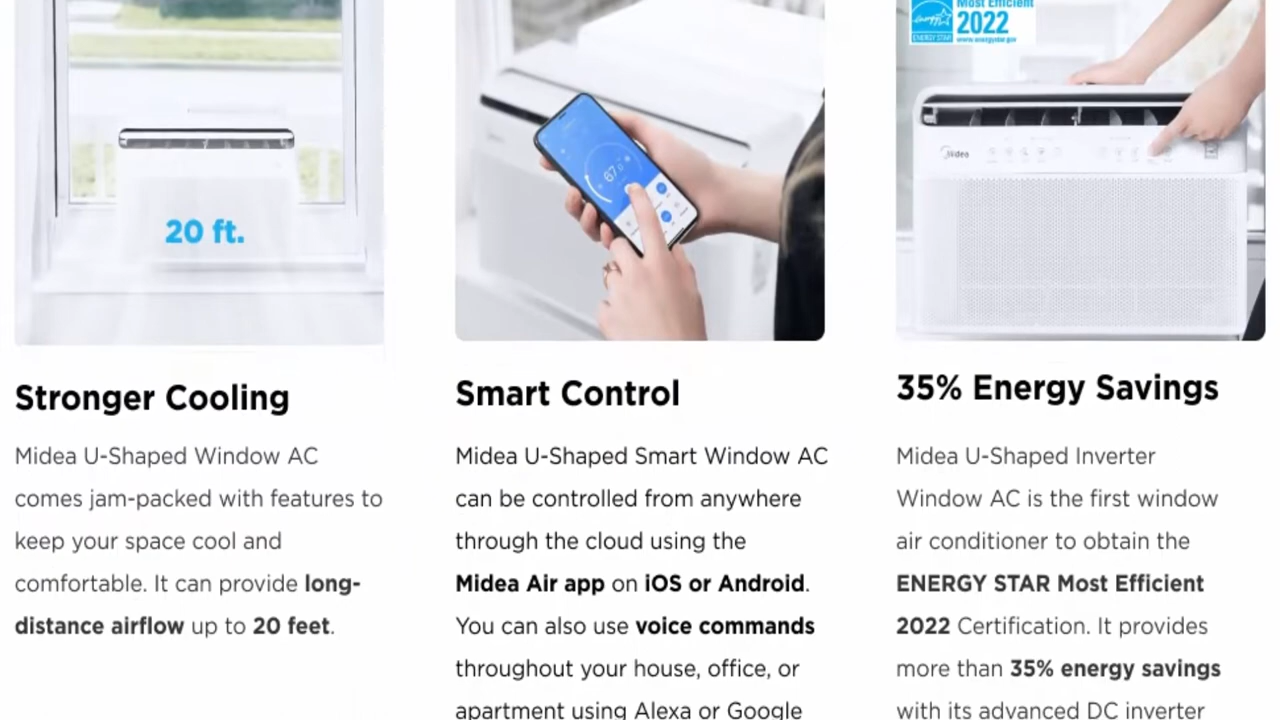 20 ft.
67
Most Efficient
2022
www.energystar.gov
ENERGY STAR
Midea
Stronger Cooling
Midea U-Shaped Window AC
comes jam-packed with features to
keep your space cool and
comfortable. It can provide long-
distance airflow up to 20 feet.
Smart Control
Midea U-Shaped Smart Window AC
can be controlled from anywhere
through the cloud using the
Midea Air app on iOS or Android.
You can also use voice commands
throughout your house, office, or
apartment using Alexa or Google
35% Energy Savings
Midea U-Shaped Inverter
Window AC is the first window
air conditioner to obtain the
ENERGY STAR Most Efficient
2022 Certification. It provides
more than 35% energy savings
with its advanced DC inverter